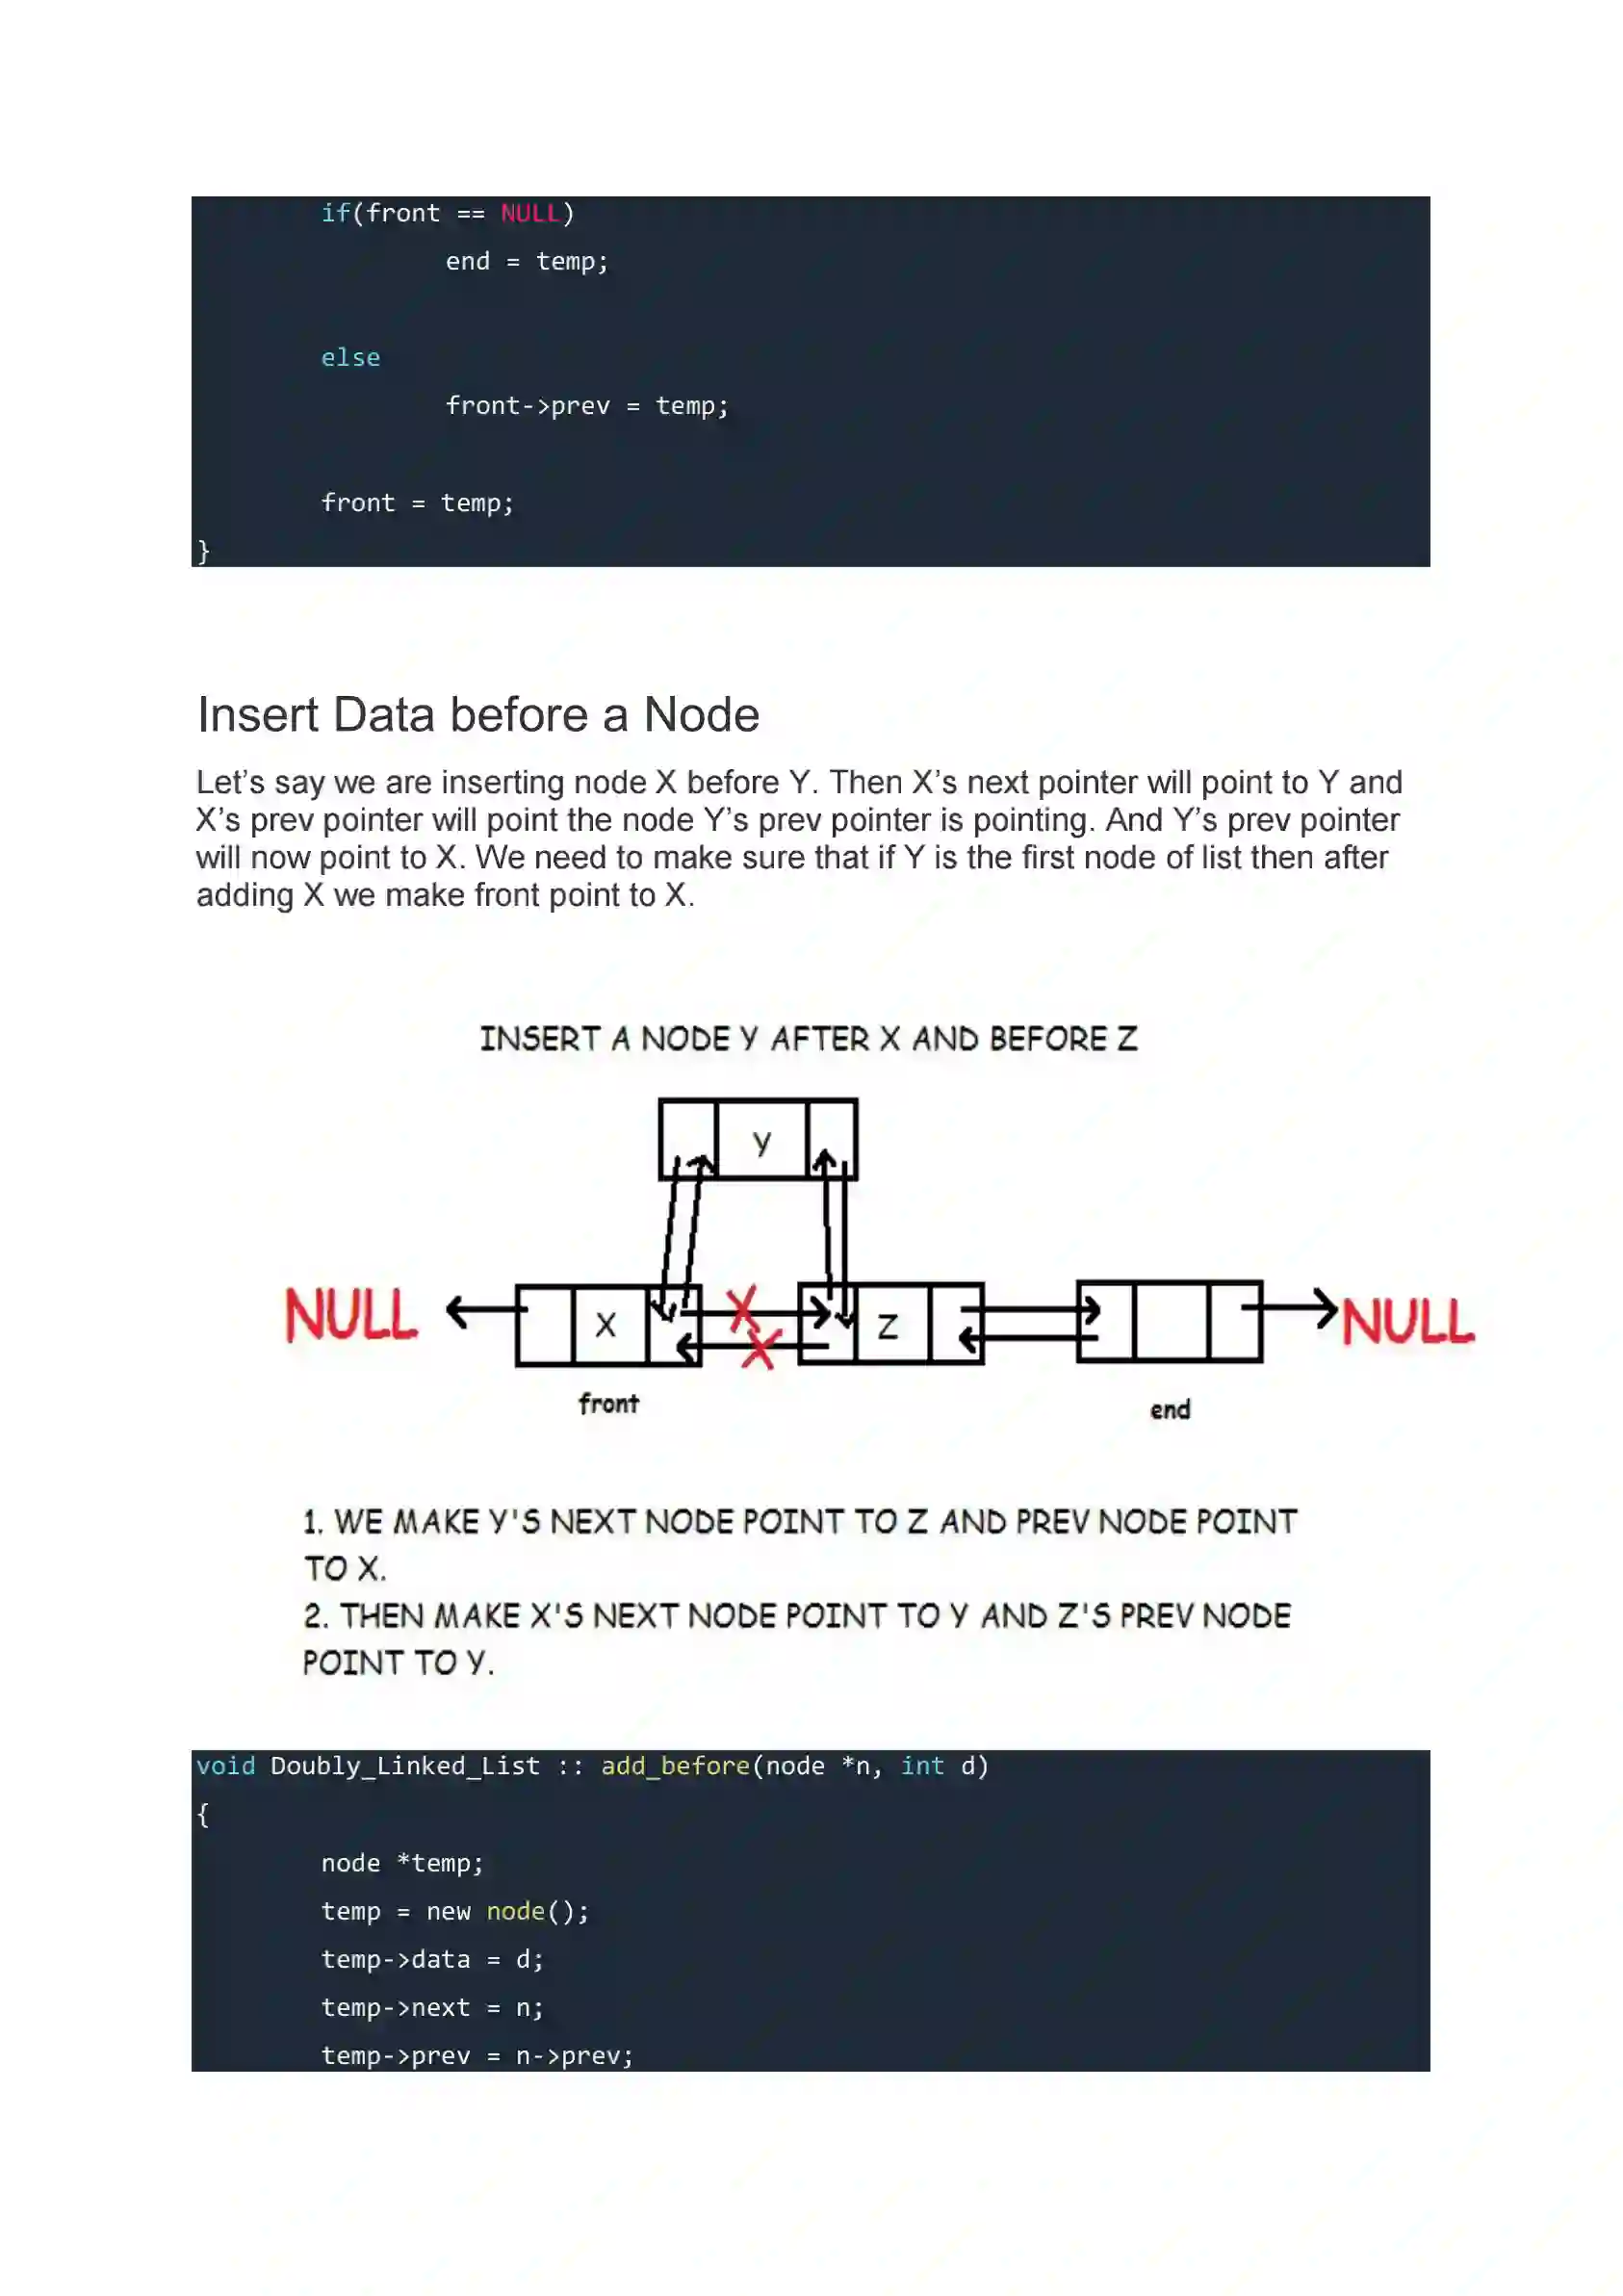 if(front == NULL)
end = temp;
else
front->prev = temp;
front = temp;
}
Insert Data before a Node
Let’s say we are inserting node X before Y. Then X’s next pointer will point to Y and
X’s prev pointer will point the node Y’s prev pointer is pointing. And Y’s prev pointer
will now point to X. We need to make sure that if Y is the first node of list then after
adding X we make front point to X.
INSERT A NODE Y AFTER X AND BEFORE Z
Y
NULL
X
X
X
Z
NULL
front
end
1. WE MAKE Y'S NEXT NODE POINT TO Z AND PREV NODE POINT
TO X.
2. THEN MAKE X'S NEXT NODE POINT TO Y AND Z'S PREV NODE
POINT TO Y.
void Doubly_Linked_List :: add_before(node *n, int d)
{
node *temp;
temp = new node();
temp->data = d;
temp->next = n;
temp->prev = n->prev;